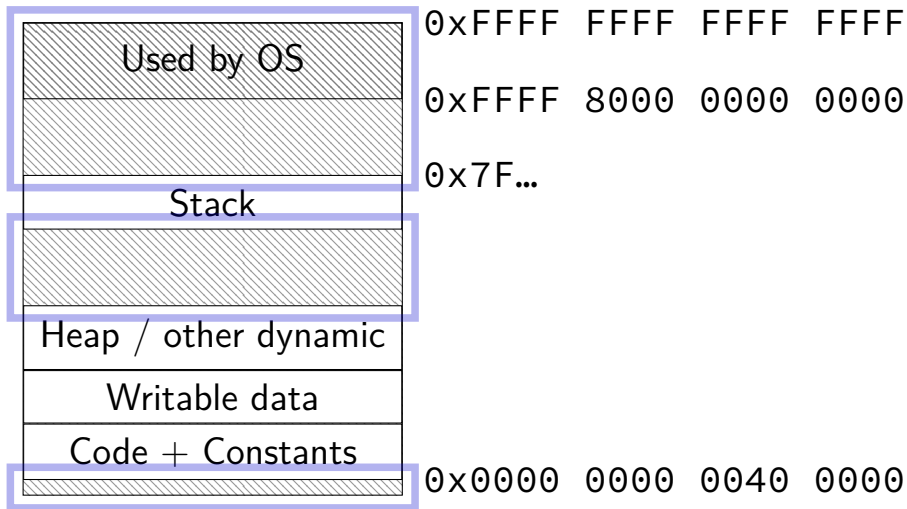 0xFFFF FFFF FFFF FFFF
Used by OS
0xFFFF 8000 0000 0000
0x7F…
Stack
Heap / other dynamic
Writable data
Code + Constants
0x0000 0000 0040 0000